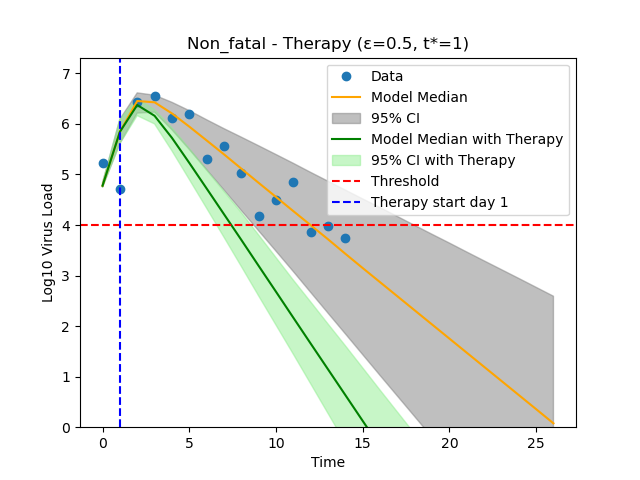 Non_fatal - Therapy (ε=0.5, t*=1)
Data
Model Median
95% CI
Model Median with Therapy
95% CI with Therapy
Threshold
Therapy start day 1
Log10 Virus Load
7
6
5
4
3
2
1
0
0 5 10 15 20 25
Time